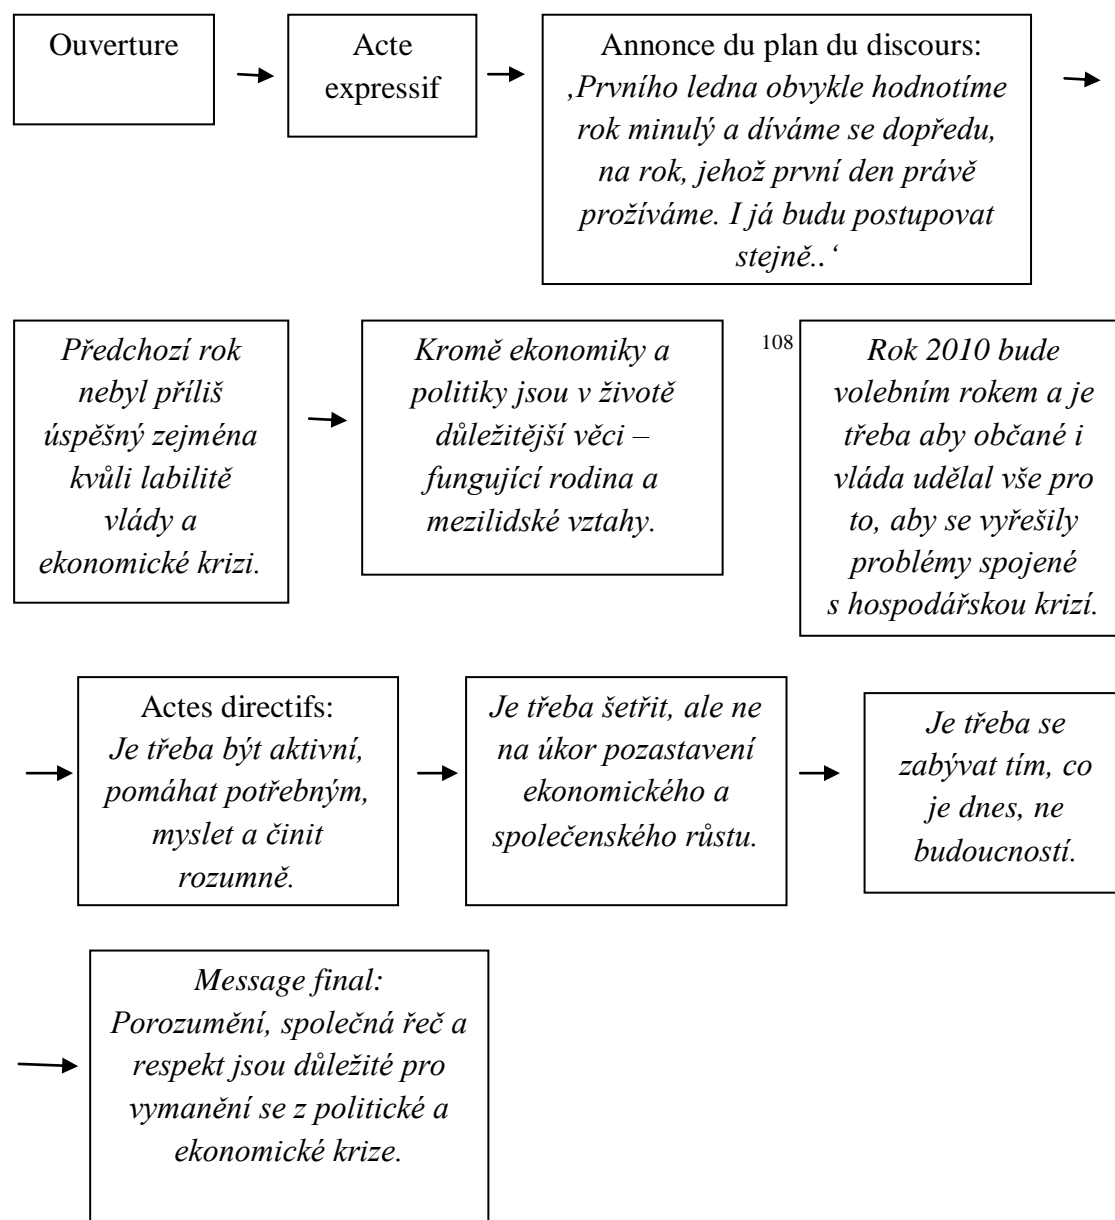 Ouverture
Acte
expressif
Annonce du plan du discours:
‚Prvního ledna obvykle hodnotíme
rok minulý a díváme se dopředu,
na rok, jehož první den právě
prožíváme. I já budu postupovat
stejně..‘
Předchozí rok
nebyl příliš
úspěšný zejména
kvůli labilitě
vlády a
ekonomické krizi.
Kromě ekonomiky a
politiky jsou v životě
důležitější věci –
fungující rodina a
mezilidské vztahy.
108
Rok 2010 bude
volebním rokem a je
třeba aby občané i
vláda udělal vše pro
to, aby se vyřešily
problémy spojené
s hospodářskou krizí.
Actes directifs:
Je třeba být aktivní,
pomáhat potřebným,
myslet a činit
rozumně.
Je třeba šetřit, ale ne
na úkor pozastavení
ekonomického a
společenského růstu.
Je třeba se
zabývat tím, co
je dnes, ne
budoucností.
Message final:
Porozumění, společná řeč a
respekt jsou důležité pro
vymanění se z politické a
ekonomické krize.